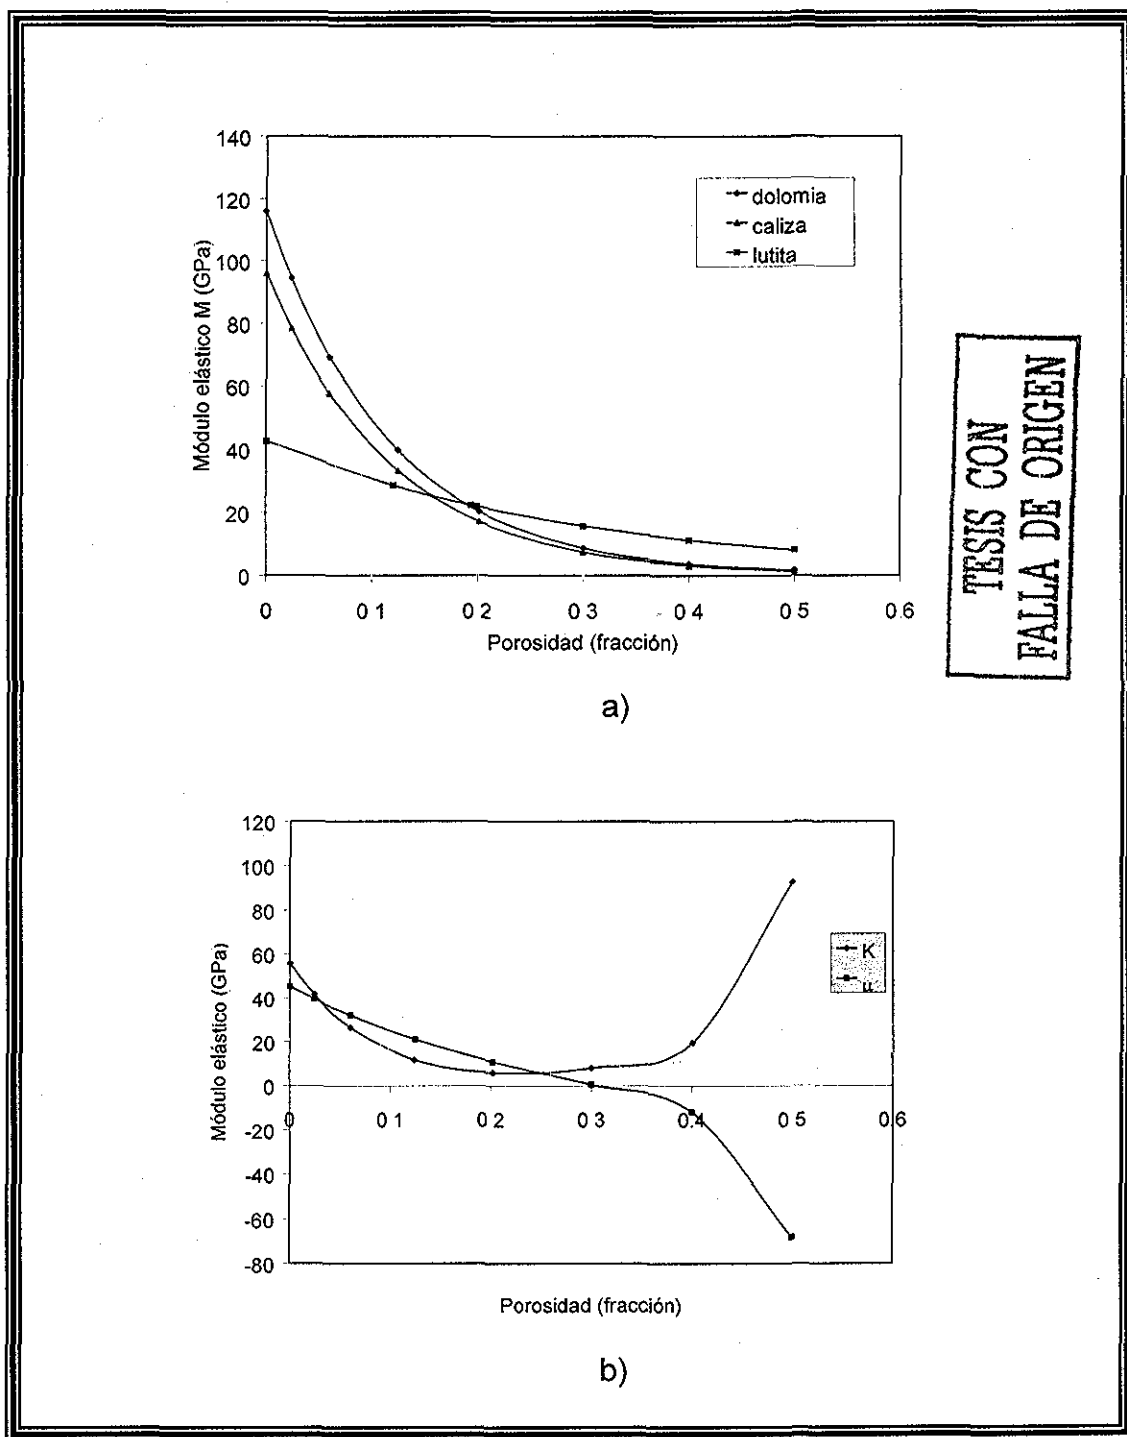 140
120
100
80
60
40
20
0
Módulo elástico M (GPa)
dolomia
caliza
lutita
0 0 1 0 2 0 3 0 4 0 5 0.6
Porosidad (fracción)
a)
TESIS CON
FALLA DE ORIGEN
120
100
80
60
40
20
0
-20
-40
-60
-80
Módulo elástico (GPa)
K
μ
0 0 1 0 2 0 3 0.4 0 5 0.6
Porosidad (fracción)
b)